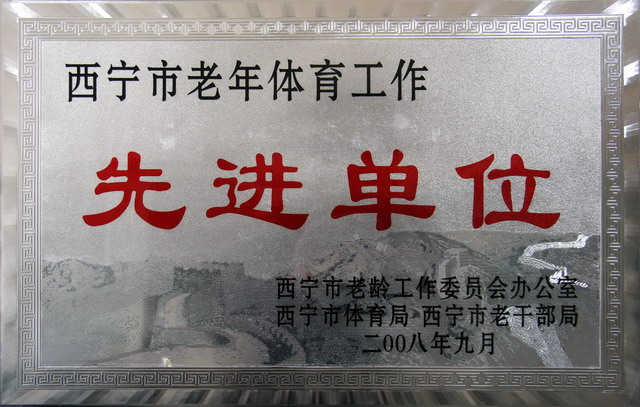 西宁市老年体育工作
先进单位
西宁市老龄工作委员会办公室
西宁市体育局 西宁市老干部局
二00八年九月